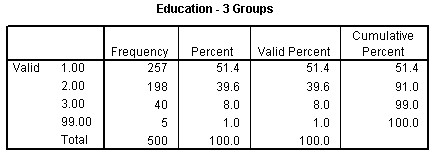 Education - 3 Groups
Frequency Percent Valid Percent Cumulative Percent
Valid 1.00 257 51.4 51.4 51.4
2.00 198 39.6 39.6 91.0
3.00 40 8.0 8.0 99.0
99.00 5 1.0 1.0 100.0
Total 500 100.0 100.0